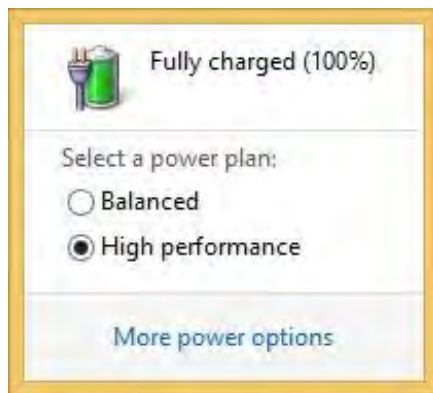 Fully charged (100%)
Select a power plan:
Balanced
High performance
More power options